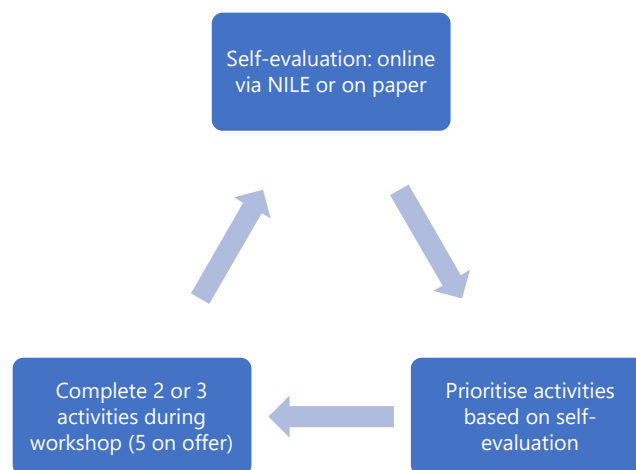 Self-evaluation: online
via NILE or on paper
Complete 2 or 3
activities during
workshop (5 on offer)
Prioritise activities
based on self-
evaluation